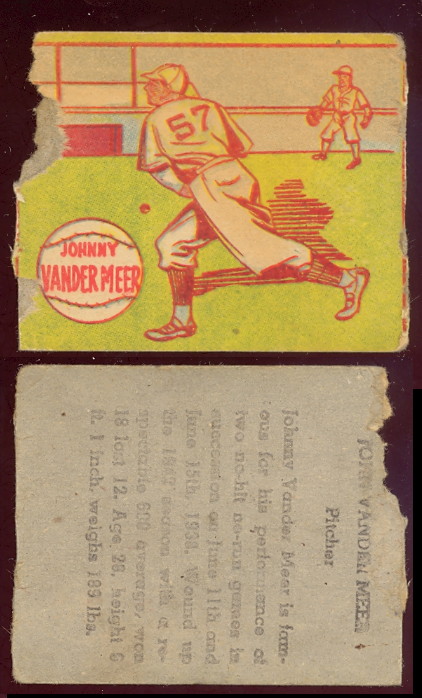 57
JOHNNY
VANDER MEER
JOHN VANDER MEER
Pitcher
Johnny Vander Meer is fam-
ous for his performance of
two no-hit no-run games in
succession on June 11th and
June 15th, 1938. Wound up
the 1942 season with a re-
spectable 600 average, won
18 lost 12. Age 28, height 6
ft. 1 inch, weighs 189 lbs.